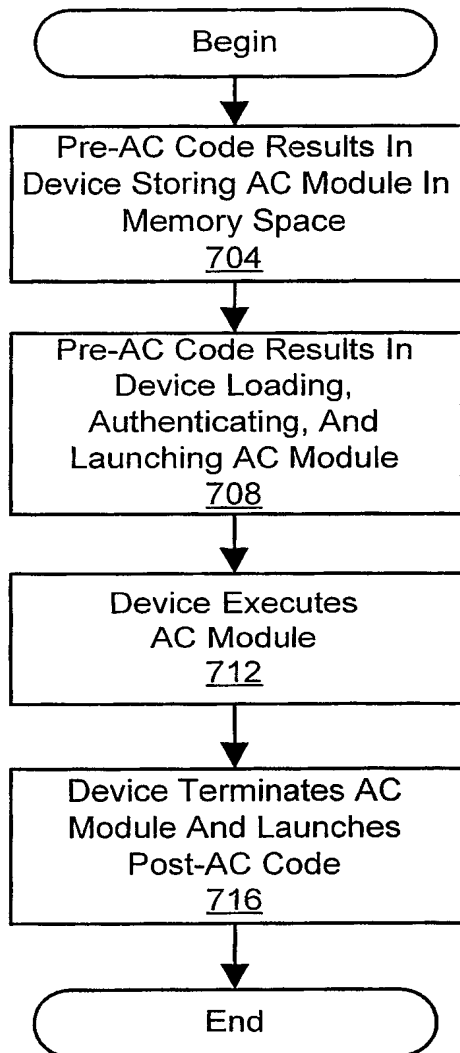 Begin
Pre-AC Code Results In
Device Storing AC Module In
Memory Space
704
Pre-AC Code Results In
Device Loading,
Authenticating, And
Launching AC Module
708
Device Executes
AC Module
712
Device Terminates AC
Module And Launches
Post-AC Code
716
End